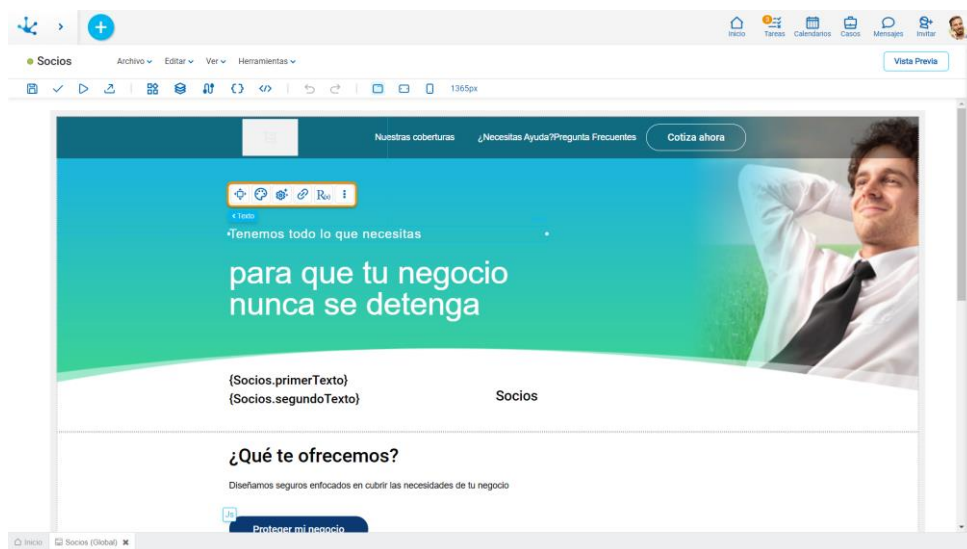 Inicio
Tareas
Calendarios
Casos
Mensajes
Invitar
Socios
Archivo
Editar
Ver
Herramientas
Vista Previa
1365px
Nuestras coberturas
¿Necesitas Ayuda?Pregunta Frecuentes
Cotiza ahora
Texto
Tenemos todo lo que necesitas
para que tu negocio
nunca se detenga
{Socios.primerTexto}
{Socios.segundoTexto}
Socios
¿Qué te ofrecemos?
Diseñamos seguros enfocados en cubrir las necesidades de tu negocio
Js
Proteger mi negocio
Inicio
Socios (Global)